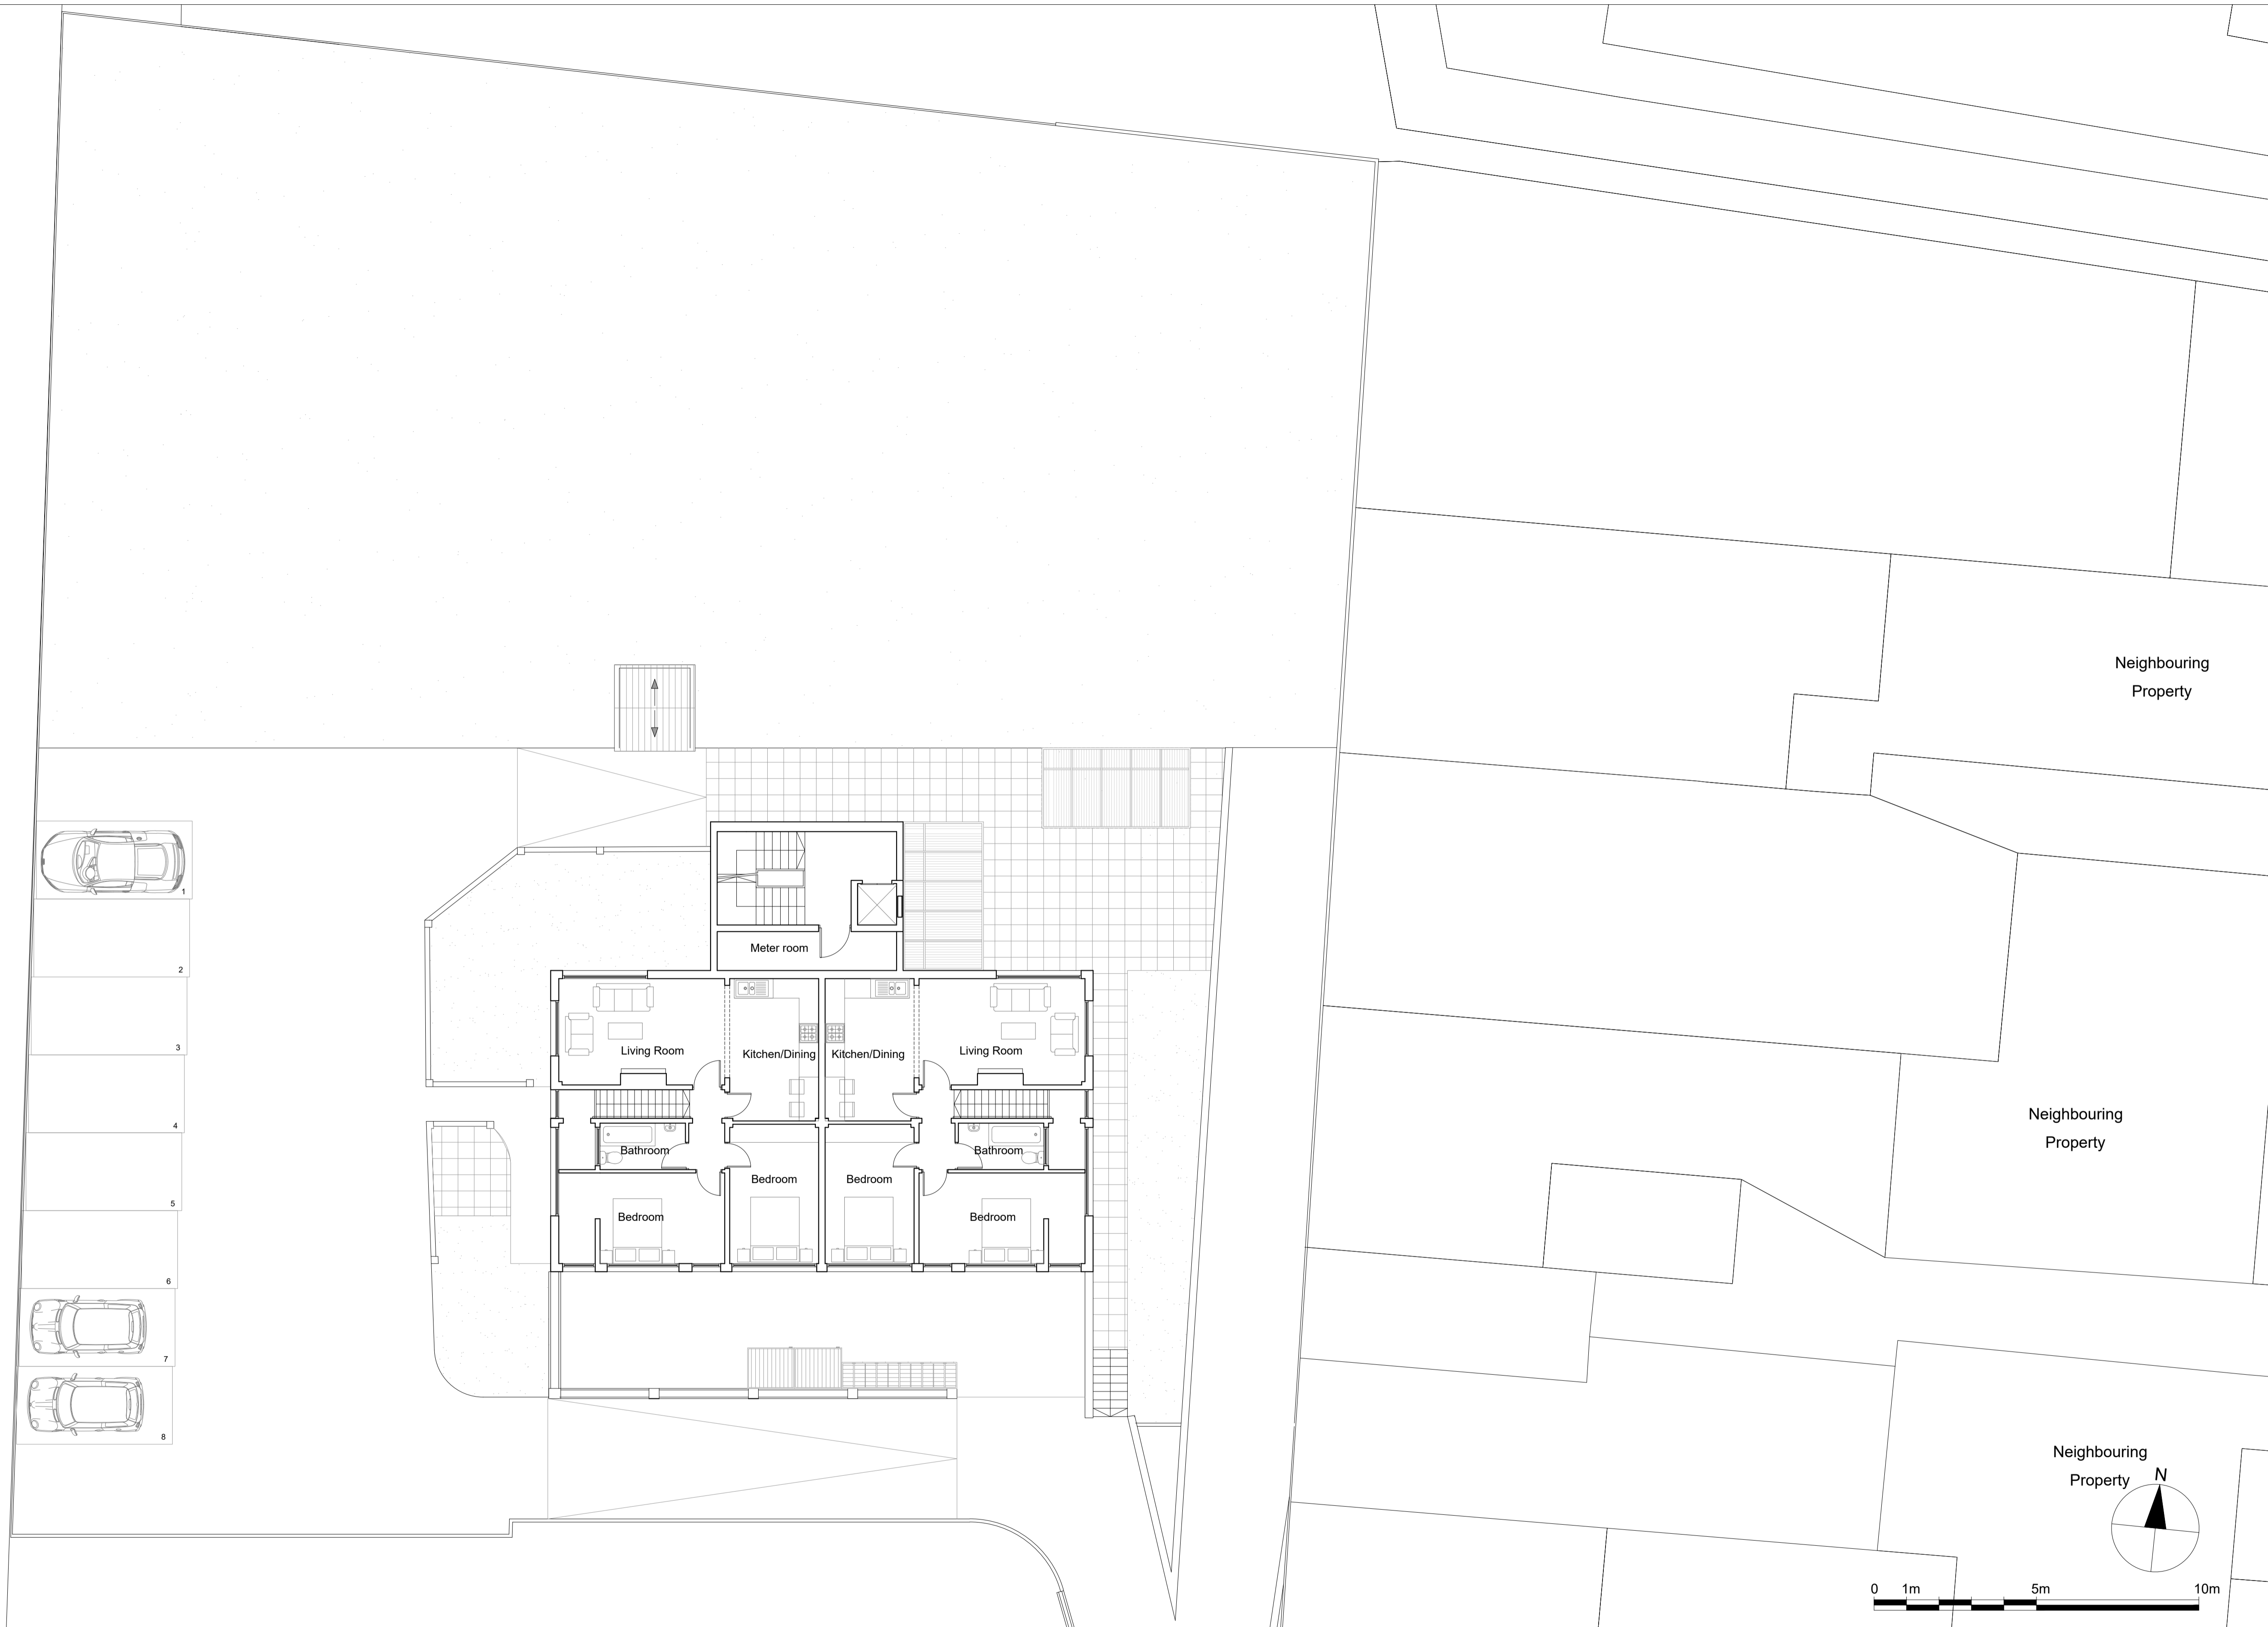 Neighbouring
Property
1
2
3
4
5
6
7
8
Meter room
Living Room
Kitchen/Dining
Kitchen/Dining
Living Room
Bathroom
Bathroom
Bedroom
Bedroom
Bedroom
Bedroom
Neighbouring
Property
Neighbouring
Property
N
0 1m 5m 10m